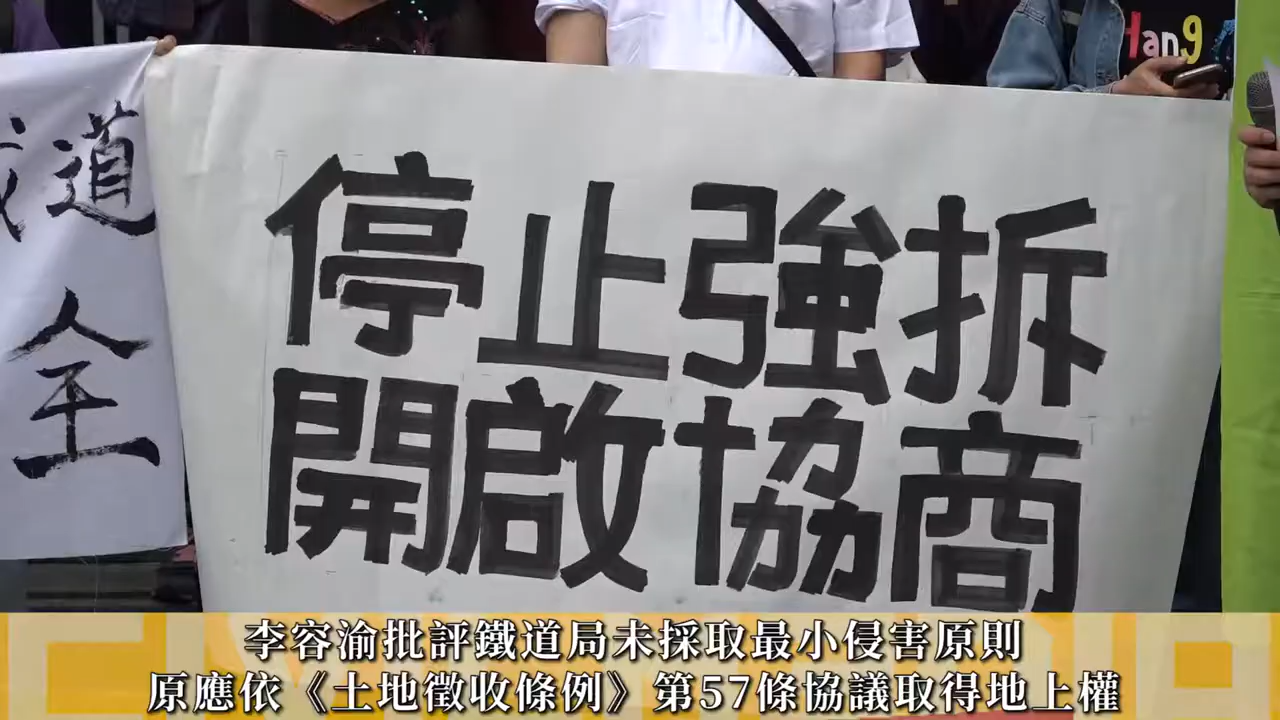 Hang
道
全
停止強拆
開啟協商
李容渝批評鐵道局未採取最小侵害原則
原應依《土地徵收條例》第57條協議取得地上權